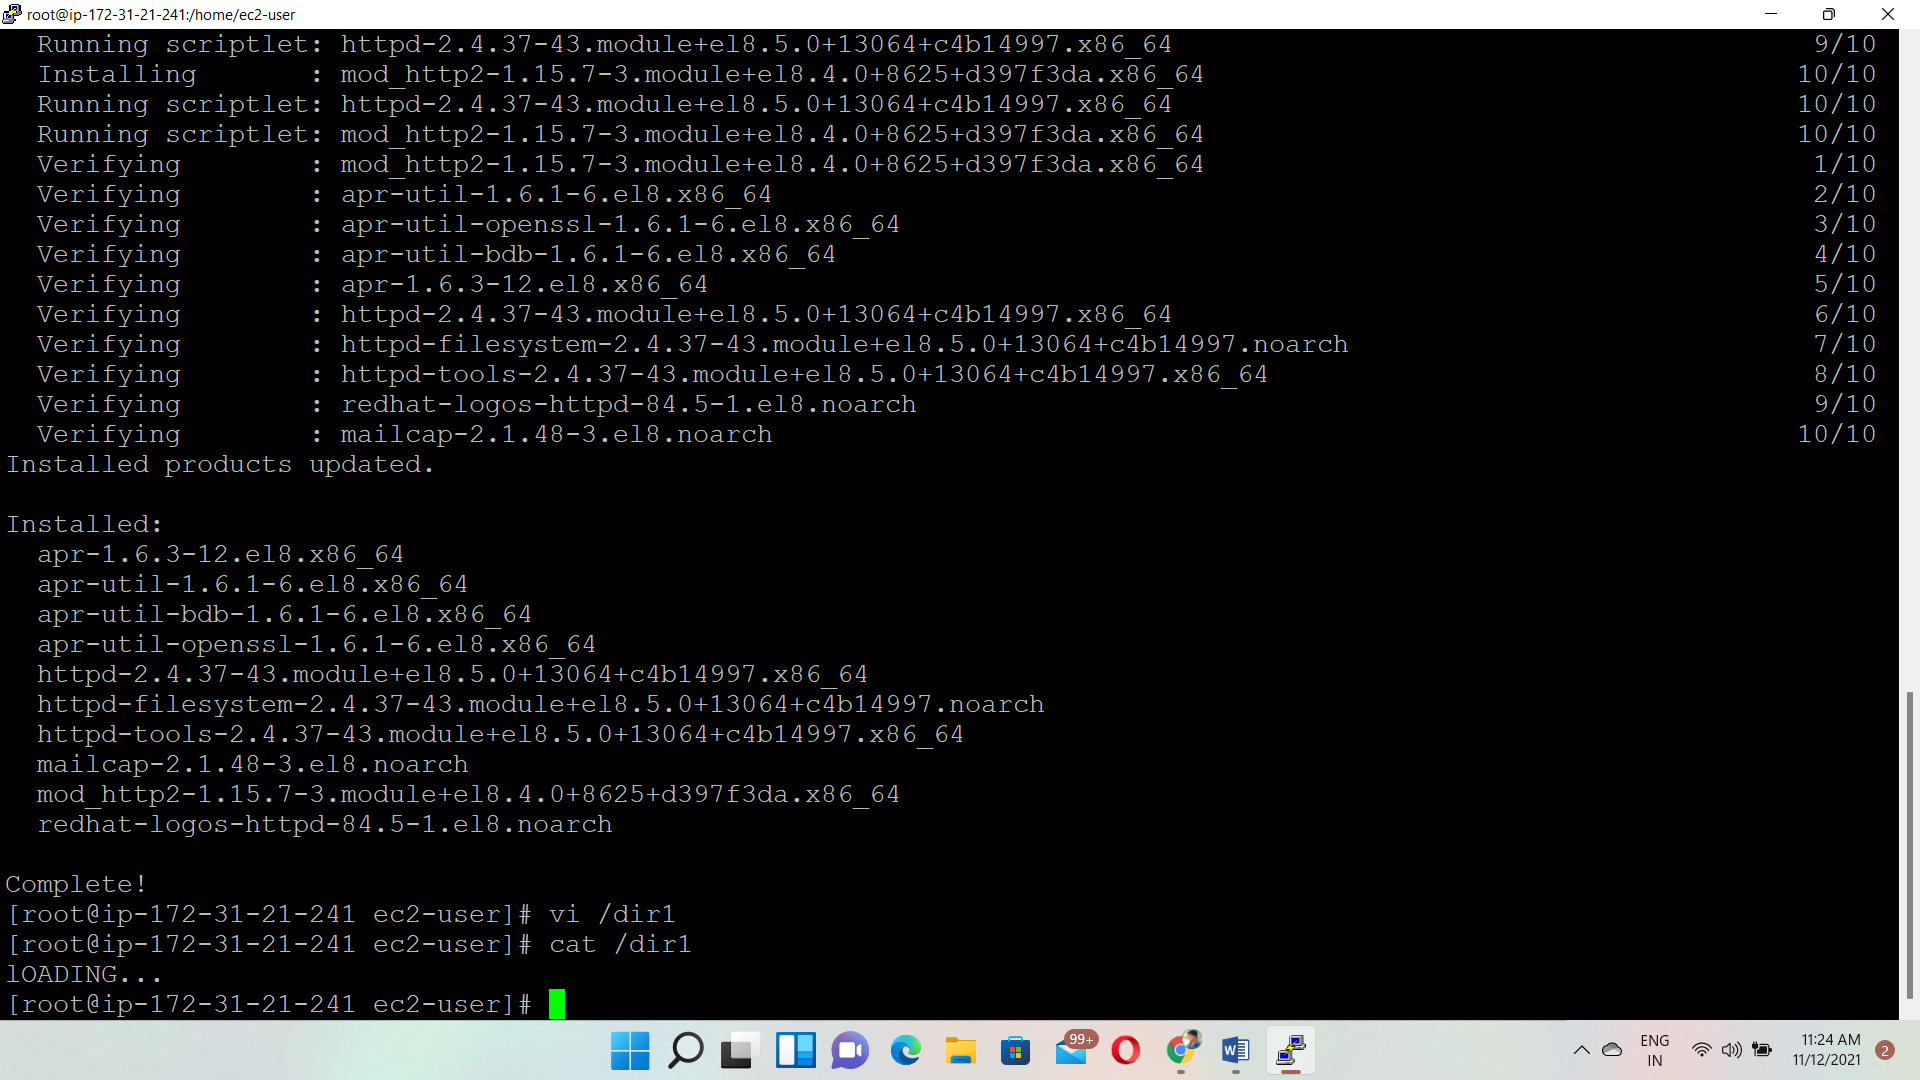 root@ip-172-31-21-241:/home/ec2-user
Running scriptlet: httpd-2.4.37-43.module+el8.5.0+13064+c4b14997.x86_64 9/10
Installing : mod_http2-1.15.7-3.module+el8.4.0+8625+d397f3da.x86_64 10/10
Running scriptlet: httpd-2.4.37-43.module+el8.5.0+13064+c4b14997.x86_64 10/10
Running scriptlet: mod_http2-1.15.7-3.module+el8.4.0+8625+d397f3da.x86_64 10/10
Verifying : mod_http2-1.15.7-3.module+el8.4.0+8625+d397f3da.x86_64 1/10
Verifying : apr-util-1.6.1-6.el8.x86_64 2/10
Verifying : apr-util-openssl-1.6.1-6.el8.x86_64 3/10
Verifying : apr-util-bdb-1.6.1-6.el8.x86_64 4/10
Verifying : apr-1.6.3-12.el8.x86_64 5/10
Verifying : httpd-2.4.37-43.module+el8.5.0+13064+c4b14997.x86_64 6/10
Verifying : httpd-filesystem-2.4.37-43.module+el8.5.0+13064+c4b14997.noarch 7/10
Verifying : httpd-tools-2.4.37-43.module+el8.5.0+13064+c4b14997.x86_64 8/10
Verifying : redhat-logos-httpd-84.5-1.el8.noarch 9/10
Verifying : mailcap-2.1.48-3.el8.noarch 10/10
Installed products updated.
Installed:
apr-1.6.3-12.el8.x86_64
apr-util-1.6.1-6.el8.x86_64
apr-util-bdb-1.6.1-6.el8.x86_64
apr-util-openssl-1.6.1-6.el8.x86_64
httpd-2.4.37-43.module+el8.5.0+13064+c4b14997.x86_64
httpd-filesystem-2.4.37-43.module+el8.5.0+13064+c4b14997.noarch
httpd-tools-2.4.37-43.module+el8.5.0+13064+c4b14997.x86_64
mailcap-2.1.48-3.el8.noarch
mod_http2-1.15.7-3.module+el8.4.0+8625+d397f3da.x86_64
redhat-logos-httpd-84.5-1.el8.noarch
Complete!
[root@ip-172-31-21-241 ec2-user]# vi /dir1
[root@ip-172-31-21-241 ec2-user]# cat /dir1
lOADING...
[root@ip-172-31-21-241 ec2-user]#
99+
ENG
IN
11:24 AM
11/12/2021
2